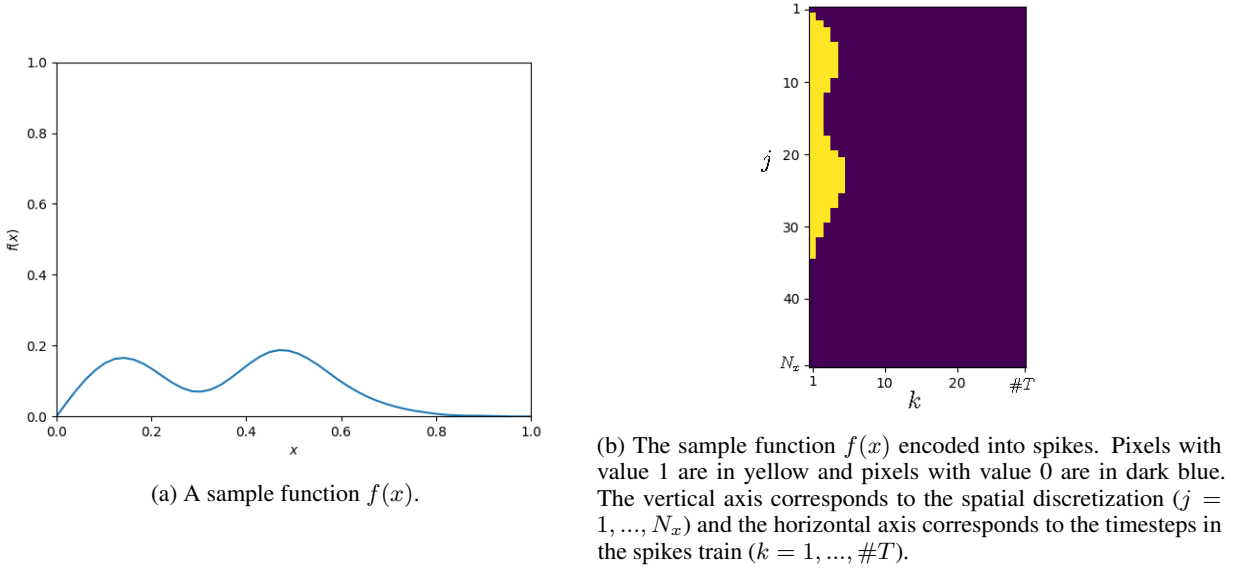 1.0
0.8
0.6
0.4
0.2
0.0
f(x)
0.0 0.2 0.4 0.6 0.8 1.0
x
(a) A sample function f(x).
1
10
20
30
40
N_x
j
1 10 20 #T
k
(b) The sample function f(x) encoded into spikes. Pixels with
value 1 are in yellow and pixels with value 0 are in dark blue.
The vertical axis corresponds to the spatial discretization (j =
1, ..., N_x) and the horizontal axis corresponds to the timesteps in
the spikes train (k = 1, ..., #T).